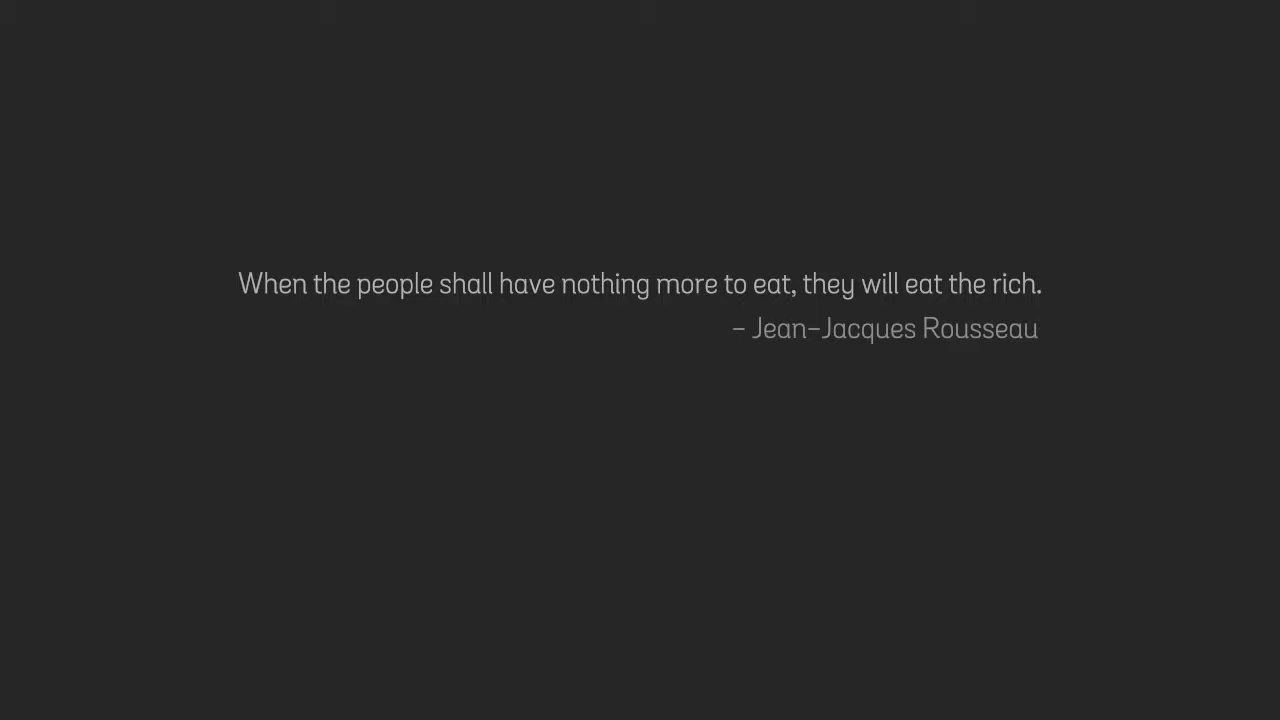 When the people shall have nothing more to eat, they will eat the rich.
- Jean-Jacques Rousseau